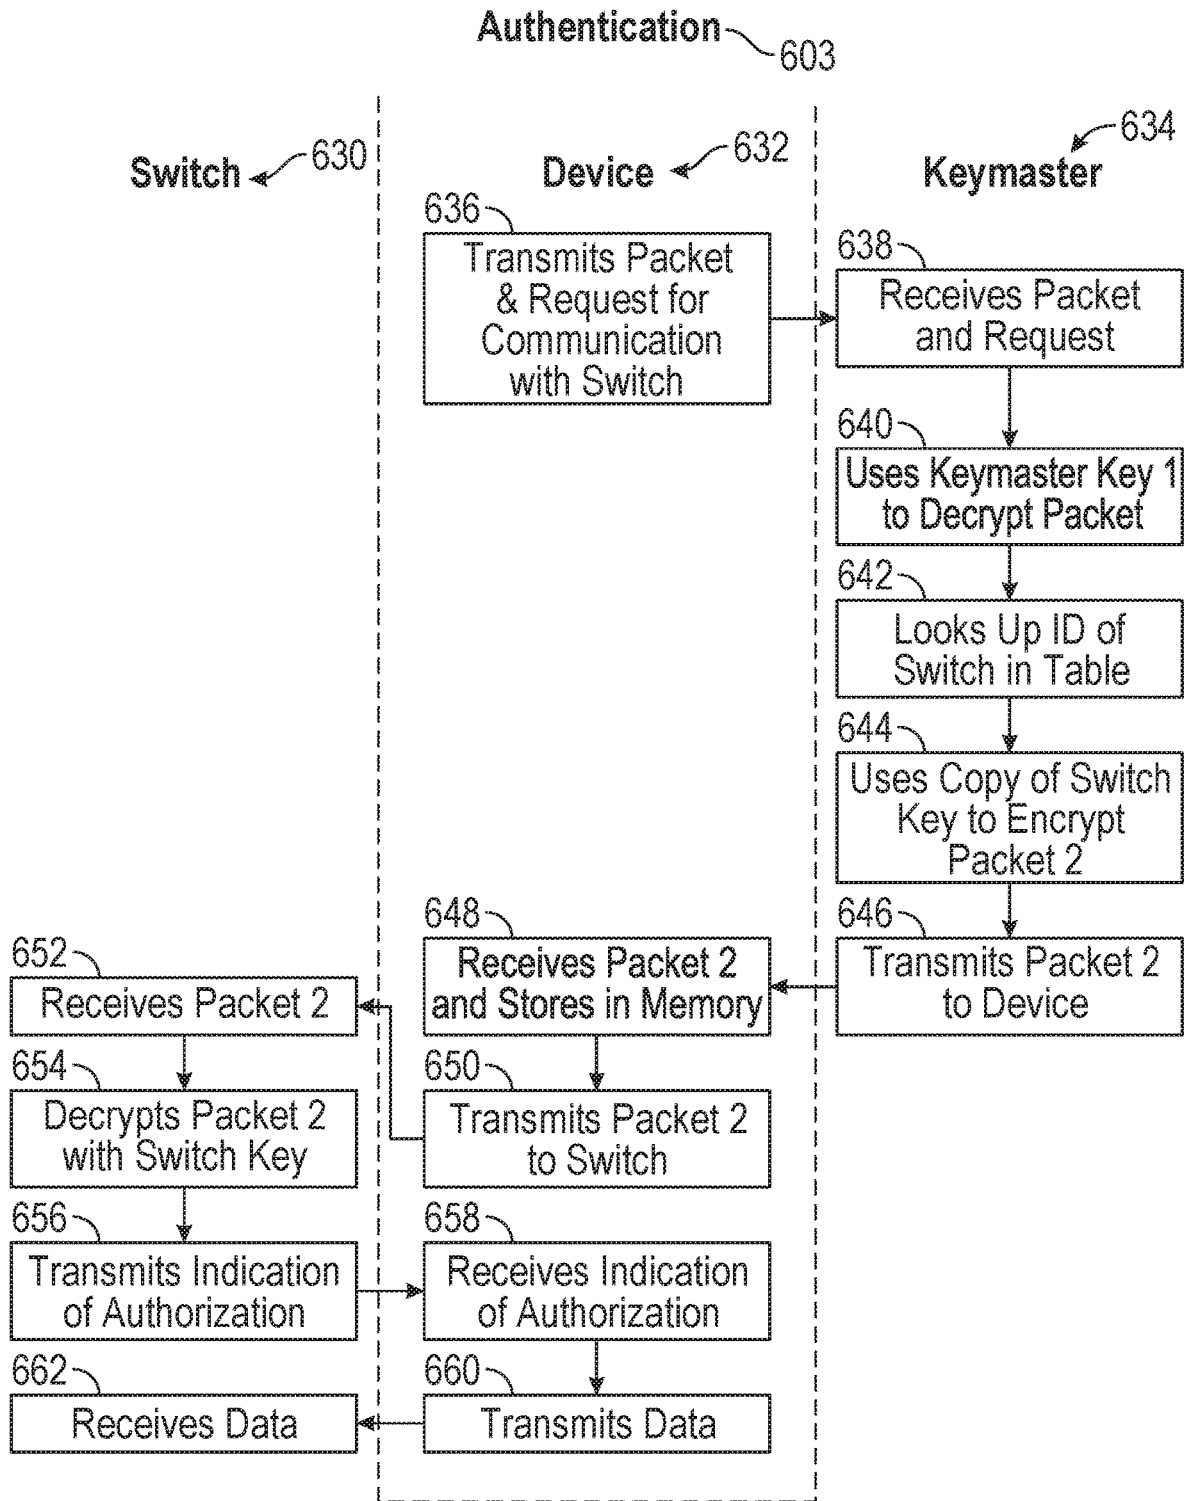 Authentication
603
Switch
630
Device
632
Keymaster
634
636
Transmits Packet
& Request for
Communication
with Switch
638
Receives Packet
and Request
640
Uses Keymaster Key 1
to Decrypt Packet
642
Looks Up ID of
Switch in Table
644
Uses Copy of Switch
Key to Encrypt
Packet 2
646
Transmits Packet 2
to Device
648
Receives Packet 2
and Stores in Memory
650
Transmits Packet 2
to Switch
652
Receives Packet 2
654
Decrypts Packet 2
with Switch Key
656
Transmits Indication
of Authorization
658
Receives Indication
of Authorization
660
Transmits Data
662
Receives Data